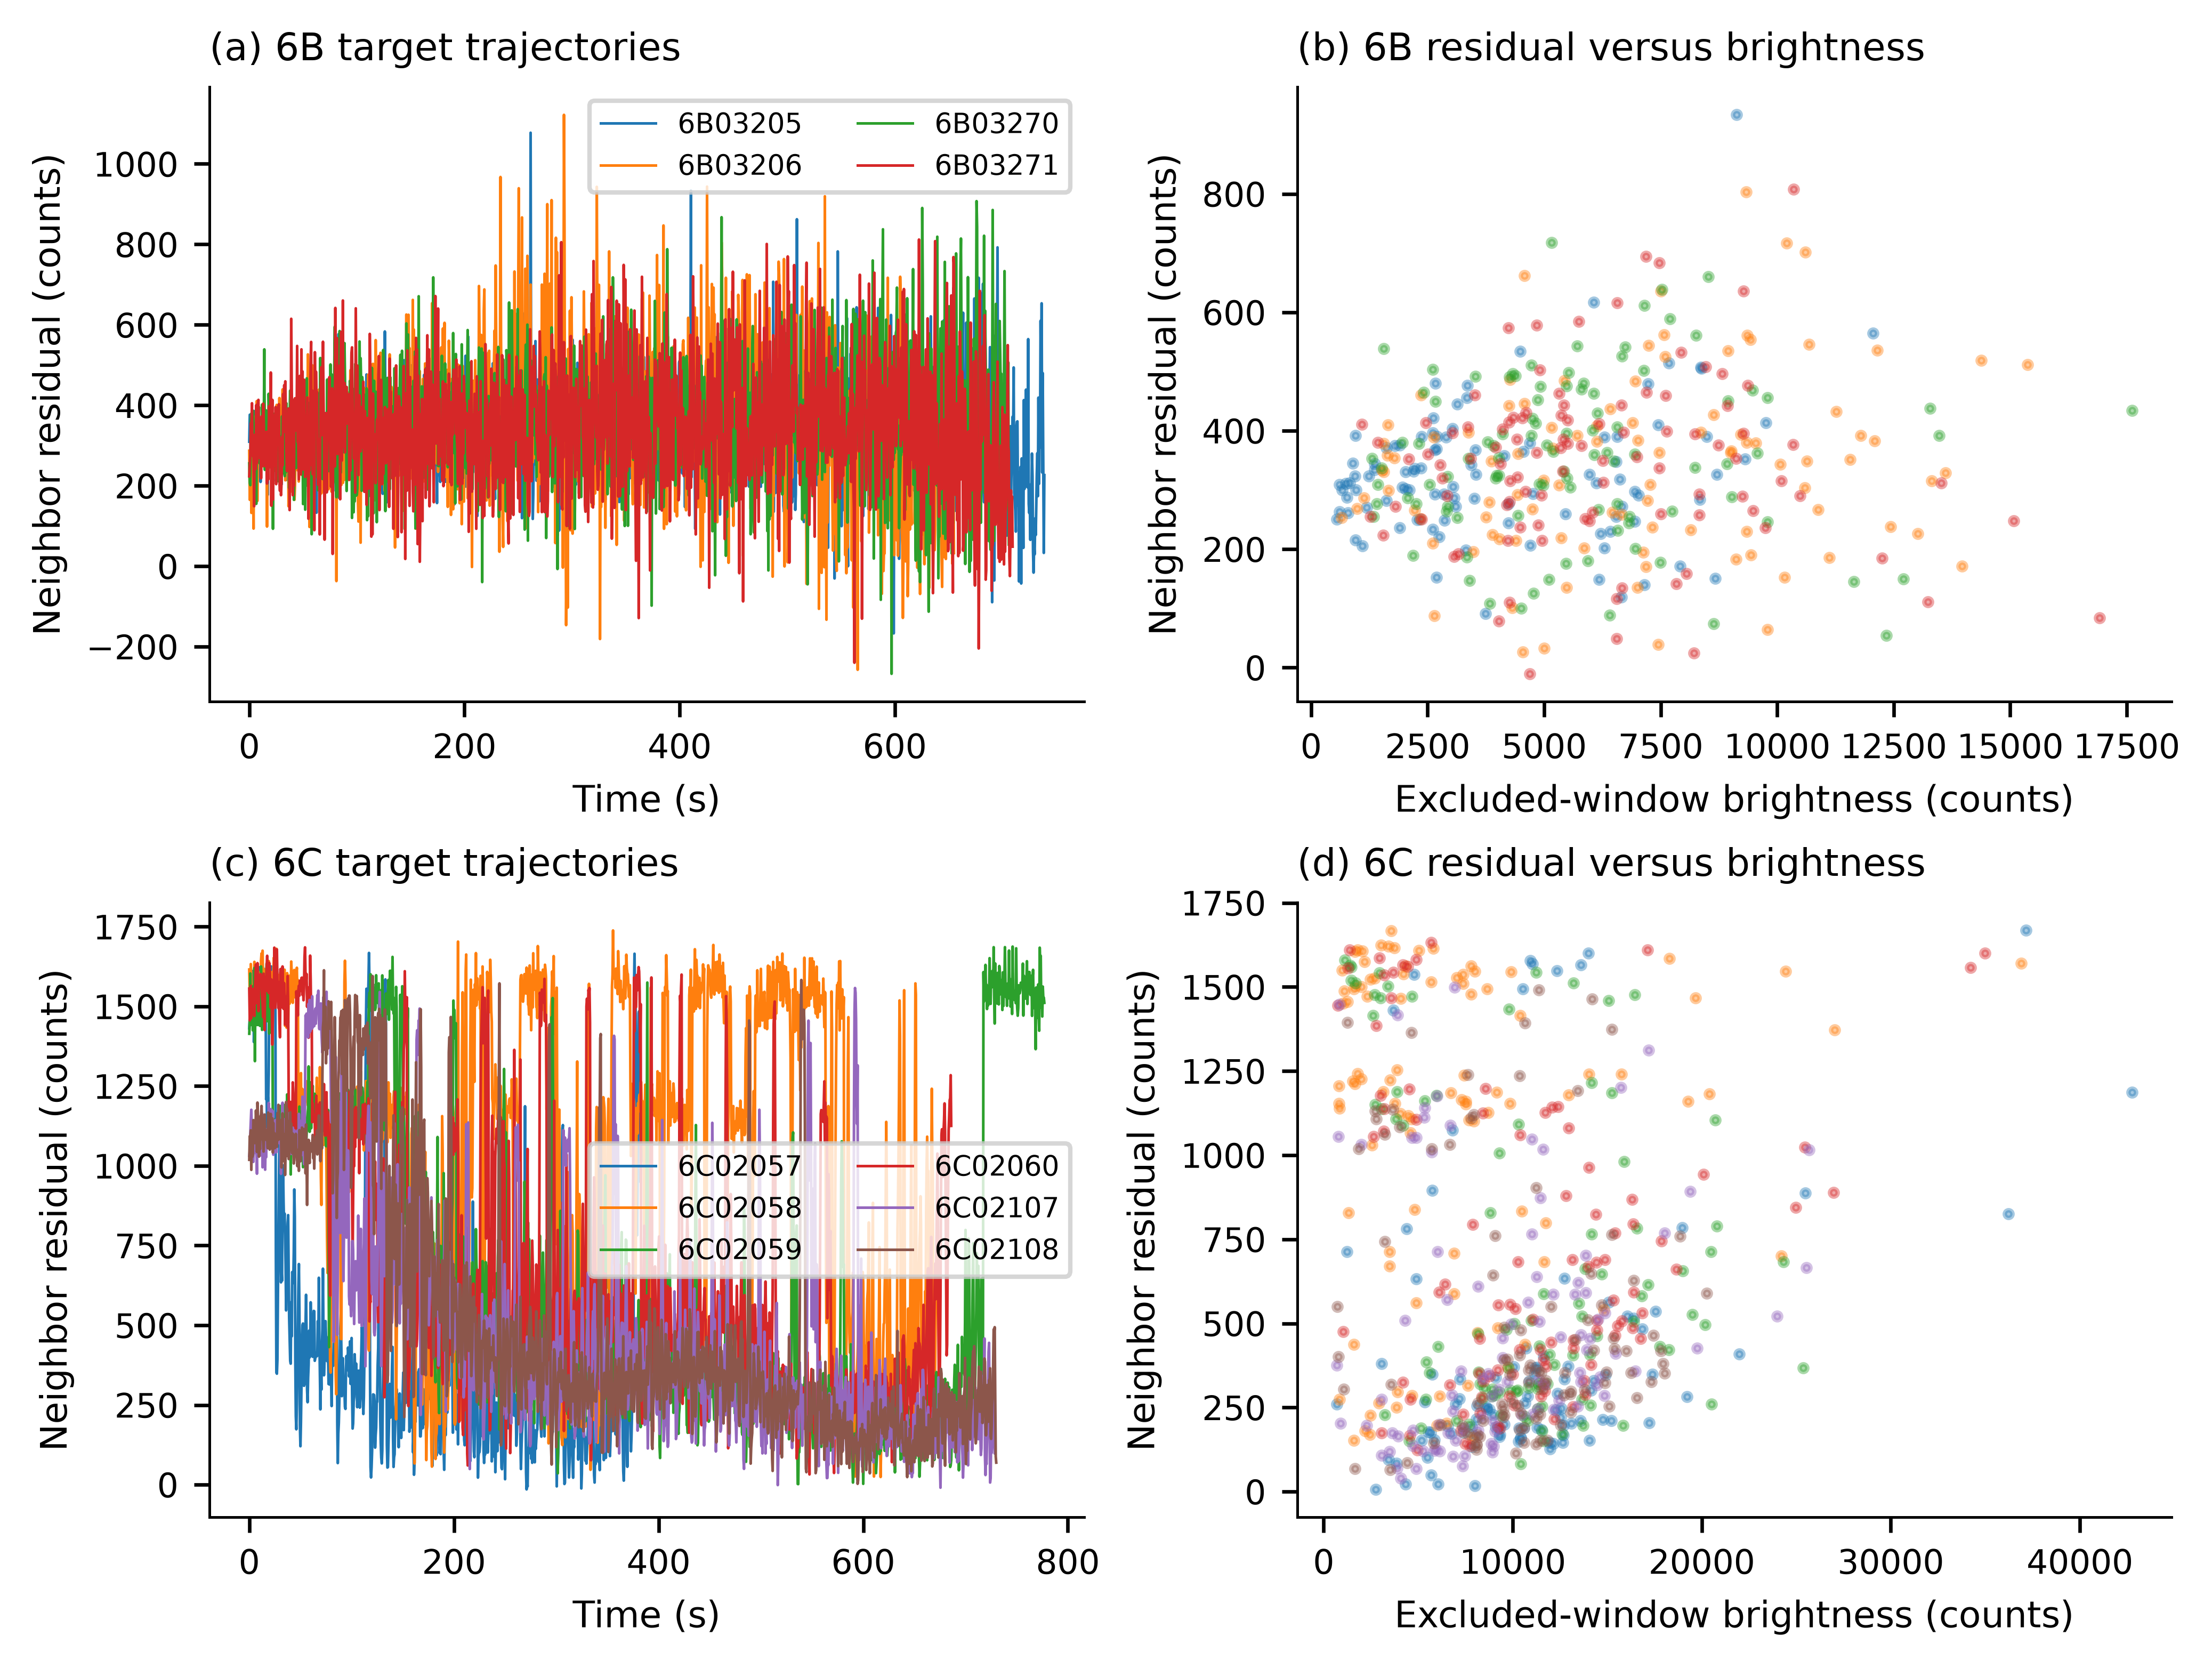 (a) 6B target trajectories
Neighbor residual (counts)
1000
800
600
400
200
0
−200
6B03205
6B03270
6B03206
6B03271
0
200
400
600
Time (s)
(b) 6B residual versus brightness
Neighbor residual (counts)
800
600
400
200
0
0
2500
5000
7500
10000
12500
15000
17500
Excluded-window brightness (counts)
(c) 6C target trajectories
Neighbor residual (counts)
1750
1500
1250
1000
750
500
250
0
6C02057
6C02060
6C02058
6C02107
6C02059
6C02108
0
200
400
600
800
Time (s)
(d) 6C residual versus brightness
Neighbor residual (counts)
1750
1500
1250
1000
750
500
250
0
0
10000
20000
30000
40000
Excluded-window brightness (counts)